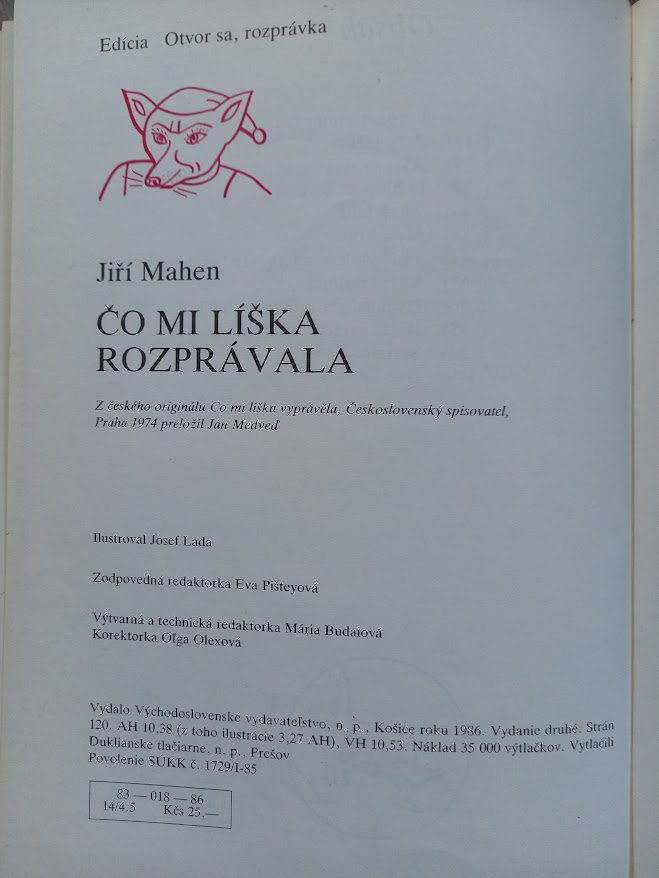 Edícia Otvor sa, rozprávka
Jiří Mahen
ČO MI LÍŠKA
ROZPRÁVALA
Z českého originálu Co mi liška vyprávěla, Československý spisovatel,
Praha 1974 preložil Ján Medveď
Ilustroval Josef Lada
Zodpovedná redaktorka Eva Pišteyová
Výtvarná a technická redaktorka Mária Budaiová
Korektorka Oľga Olexová
Vydalo Východoslovenské vydavateľstvo, n. p., Košice roku 1986. Vydanie druhé. Strán
120. AH 10,38 (z toho ilustrácie 3,27 AH), VH 10,53. Náklad 35 000 výtlačkov. Vytlačili
Duklianske tlačiarne, n. p., Prešov
Povolenie SÚKK č. 1729/I-85
83 — 018 — 86
14/4.5 Kčs 25,—